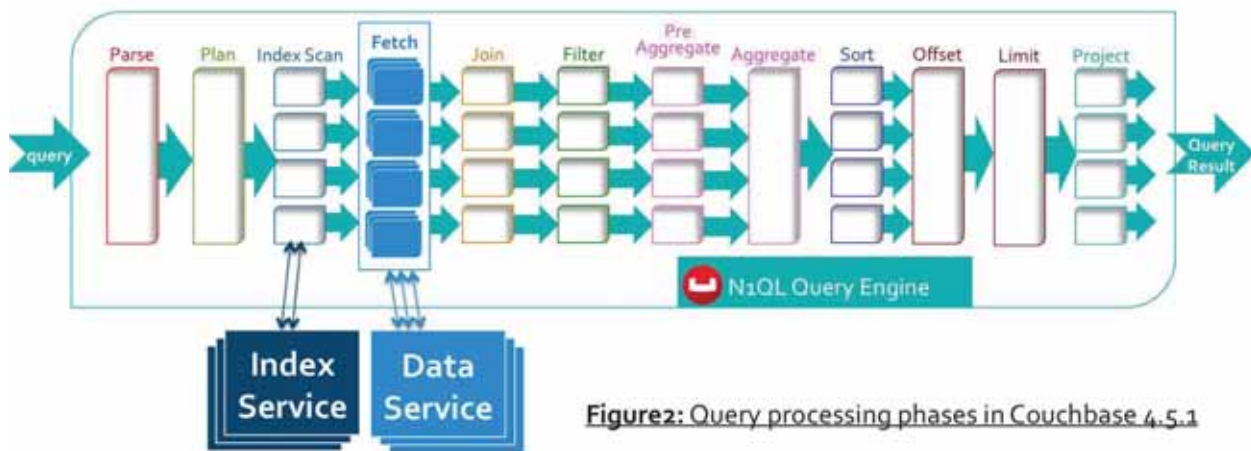 Parse
Plan
Index Scan
Fetch
Join
Filter
Pre
Aggregate
Aggregate
Sort
Offset
Limit
Project
query
Query
Result
N1QL Query Engine
Index
Service
Data
Service
Figure2: Query processing phases in Couchbase 4.5.1